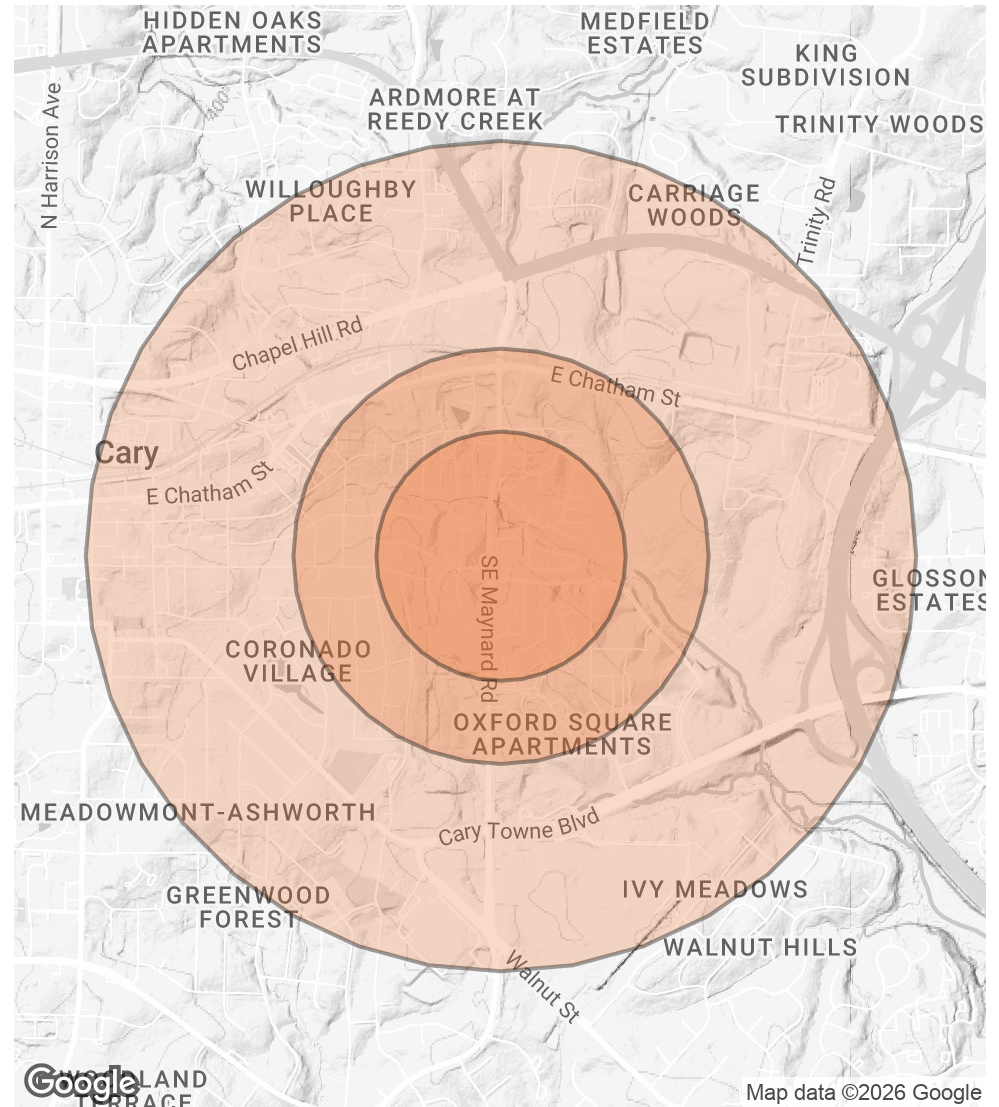 HIDDEN OAKS
APARTMENTS
MEDFIELD
ESTATES
KING
SUBDIVISION
N Harrison Ave
ARDMORE AT
REEDY CREEK
TRINITY WOODS
WILLOUGHBY
PLACE
CARRIAGE
WOODS
Trinity Rd
Chapel Hill Rd
E Chatham St
Cary
E Chatham St
SE Maynard Rd
GLOSSON
ESTATES
CORONADO
VILLAGE
OXFORD SQUARE
APARTMENTS
MEADOWMONT-ASHWORTH
Cary Towne Blvd
GREENWOOD
FOREST
IVY MEADOWS
WALNUT HILLS
Walnut St
Google
TERRACE
Map data ©2026 Google